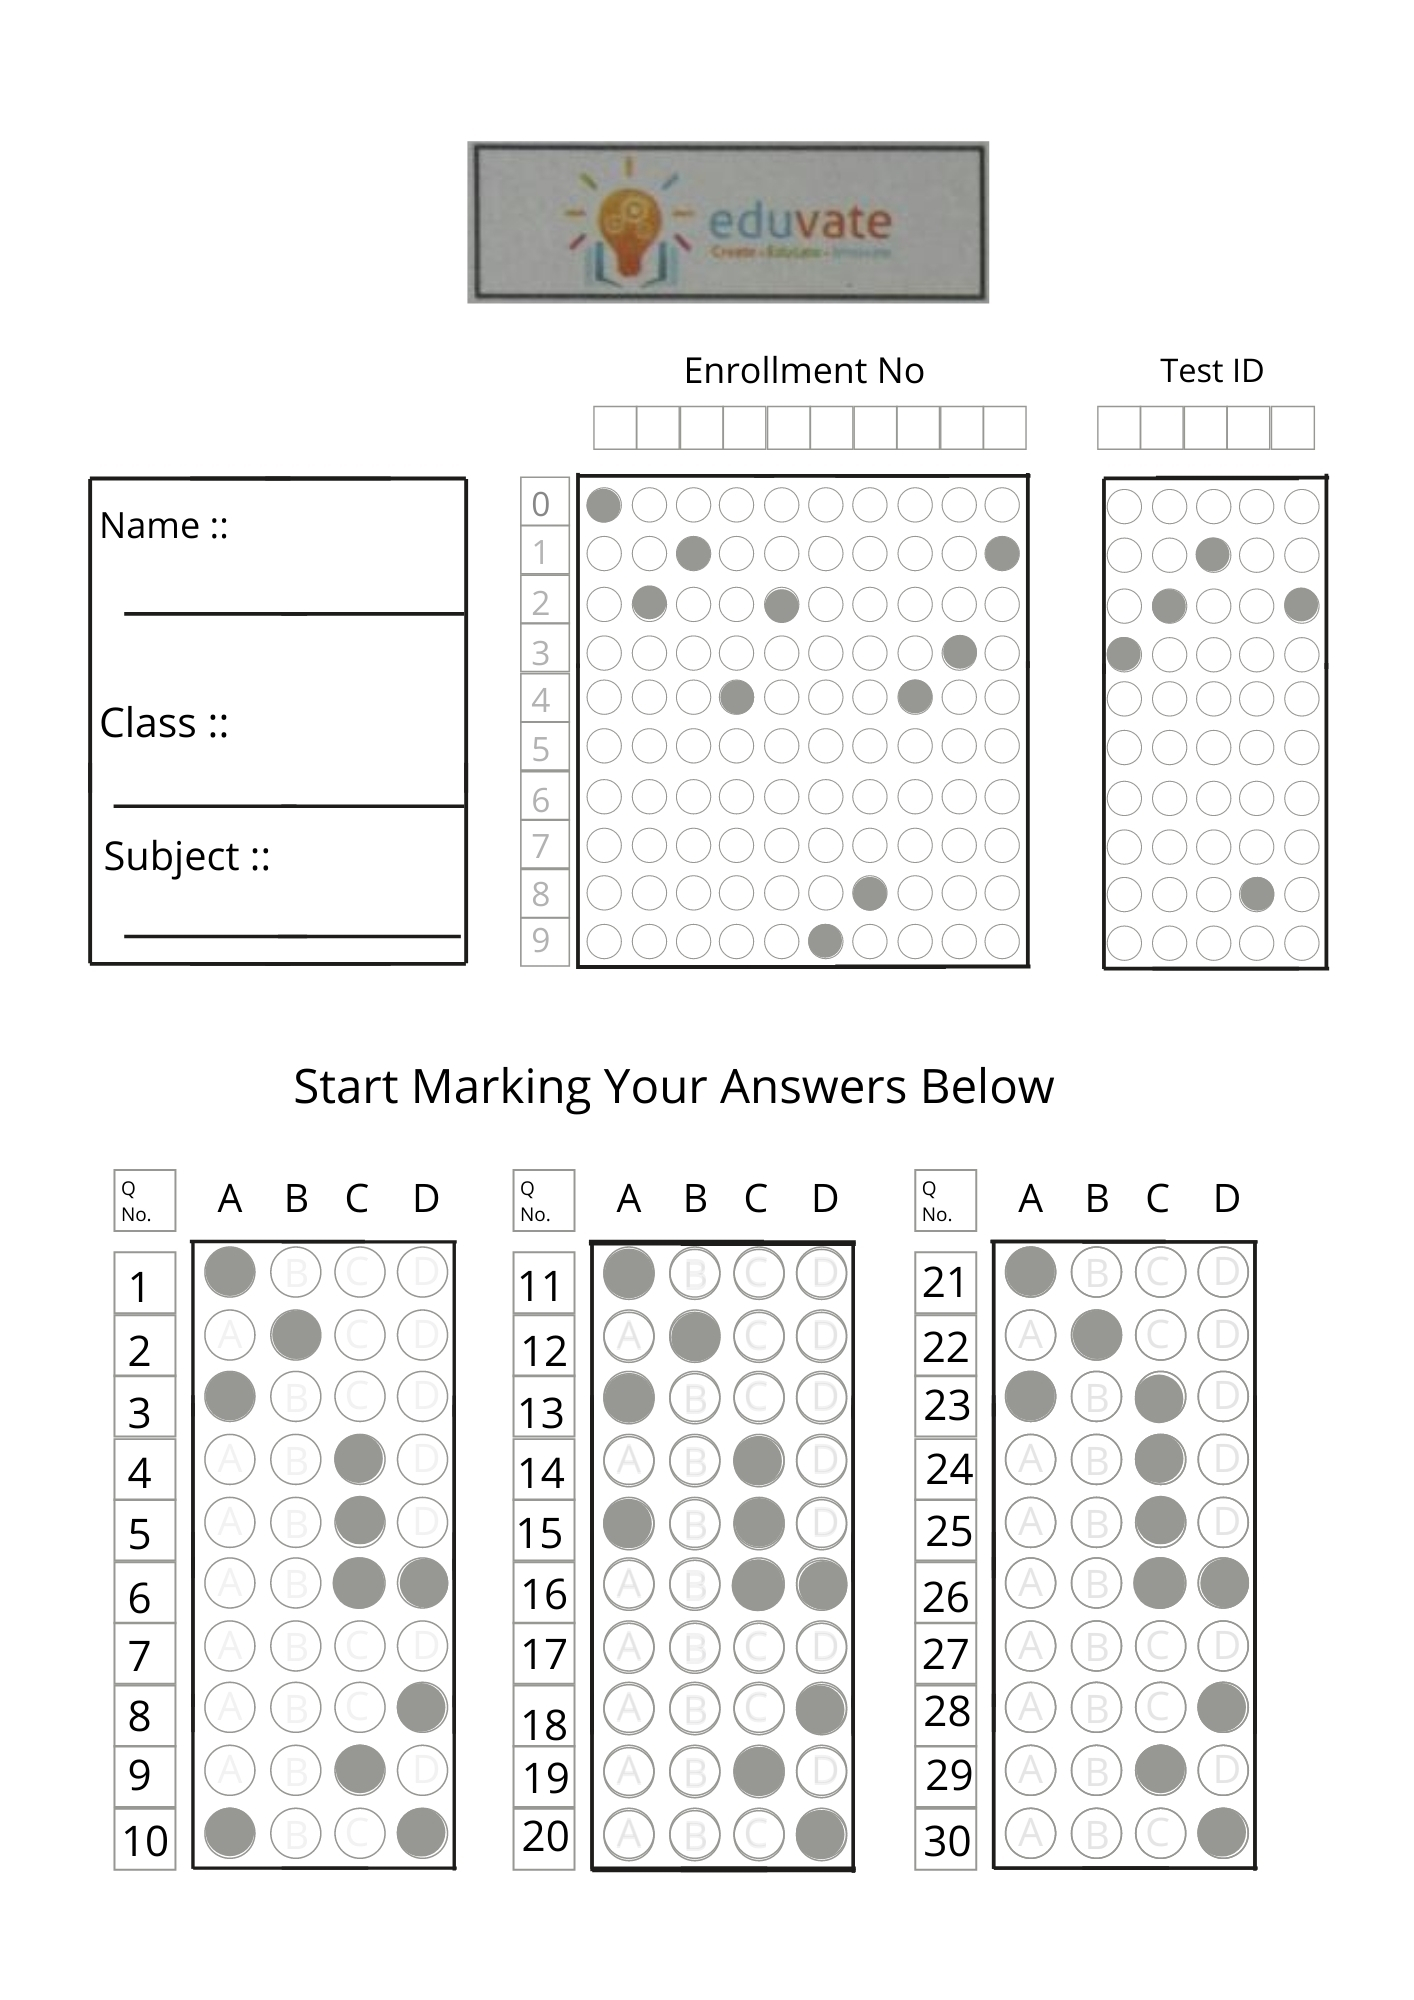 eduvate
Create - Educate - Innovate
Enrollment No
Test ID
Name ::
Class ::
Subject ::
0
1
2
3
4
5
6
7
8
9
Start Marking Your Answers Below
Q No. A B C D
1 B C D
2 A C D
3 B C D
4 A B D
5 A B D
6 A B
7 A B C D
8 A B C
9 A B D
10 B C
Q No. A B C D
11 B C D
12 A C D
13 B C D
14 A B D
15 B D
16 A B
17 A B C D
18 A B C
19 A B D
20 A B C
Q No. A B C D
21 B C D
22 A C D
23 B D
24 A B D
25 A B D
26 A B
27 A B C D
28 A B C
29 A B D
30 A B C